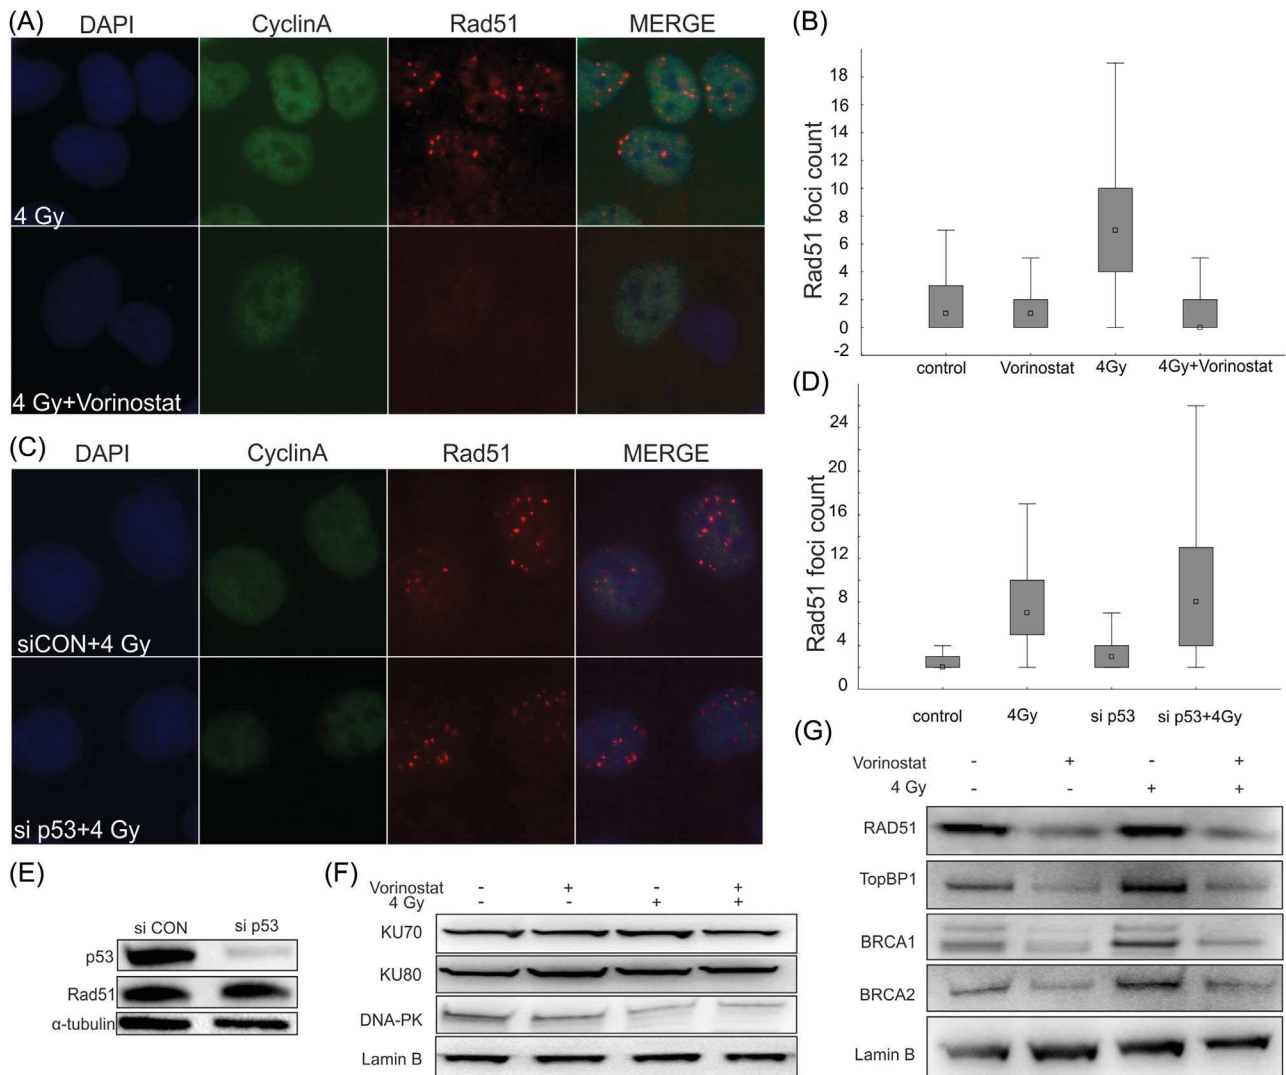 (A)
DAPI CyclinA Rad51 MERGE
4 Gy
4 Gy+Vorinostat
(B)
Rad51 foci count
18
16
14
12
10
8
6
4
2
0
-2
control Vorinostat 4Gy 4Gy+Vorinostat
(C)
DAPI CyclinA Rad51 MERGE
siCON+4 Gy
si p53+4 Gy
(D)
Rad51 foci count
24
20
16
12
8
4
0
control 4Gy si p53 si p53+4Gy
(E)
si CON si p53
p53
Rad51
α-tubulin
(F)
Vorinostat - + - +
4 Gy - - + +
KU70
KU80
DNA-PK
Lamin B
(G)
Vorinostat - + - +
4 Gy - - + +
RAD51
TopBP1
BRCA1
BRCA2
Lamin B